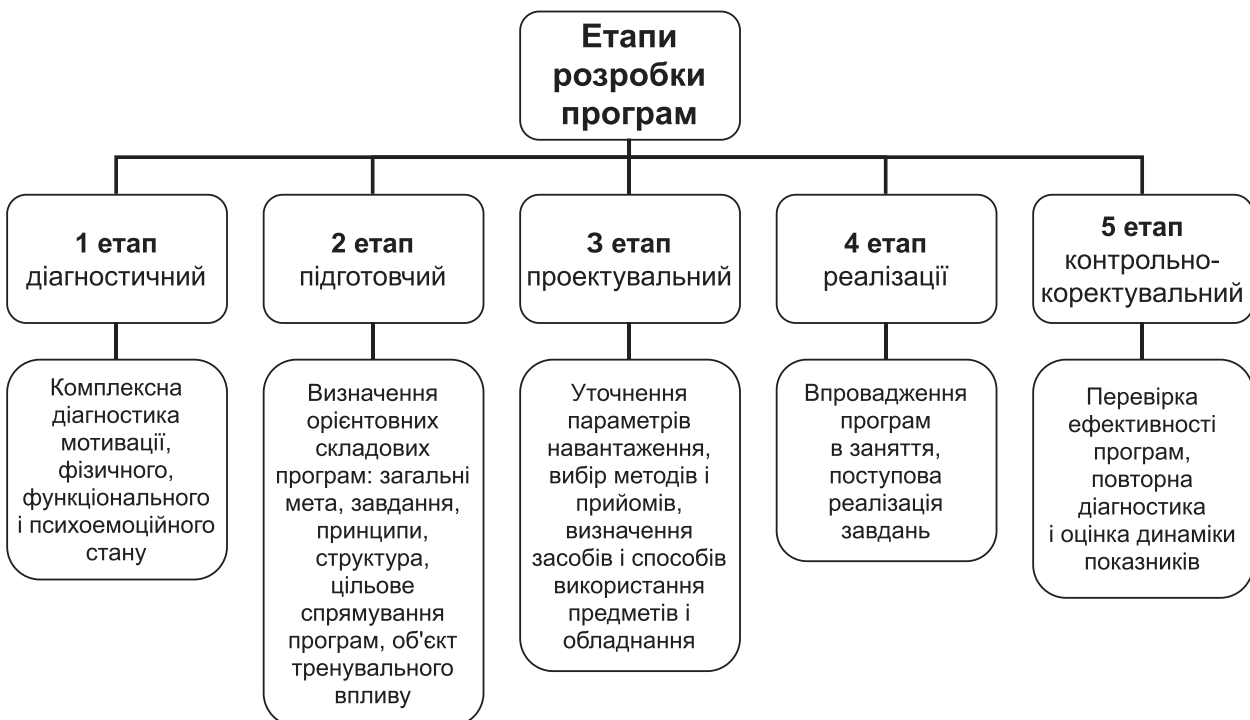 Етапи
розробки
програм
1 етап
діагностичний
2 етап
підготовчий
3 етап
проектувальний
4 етап
реалізації
5 етап
контрольно-
коректувальний
Комплексна
діагностика
мотивації,
фізичного,
функціонального
і психоемоційного
стану
Визначення
орієнтовних
складових
програм: загальні
мета, завдання,
принципи,
структура,
цільове
спрямування
програм, об'єкт
тренувального
впливу
Уточнення
параметрів
навантаження,
вибір методів і
прийомів,
визначення
засобів і способів
використання
предметів і
обладнання
Впровадження
програм
в заняття,
поступова
реалізація
завдань
Перевірка
ефективності
програм,
повторна
діагностика
і оцінка динаміки
показників